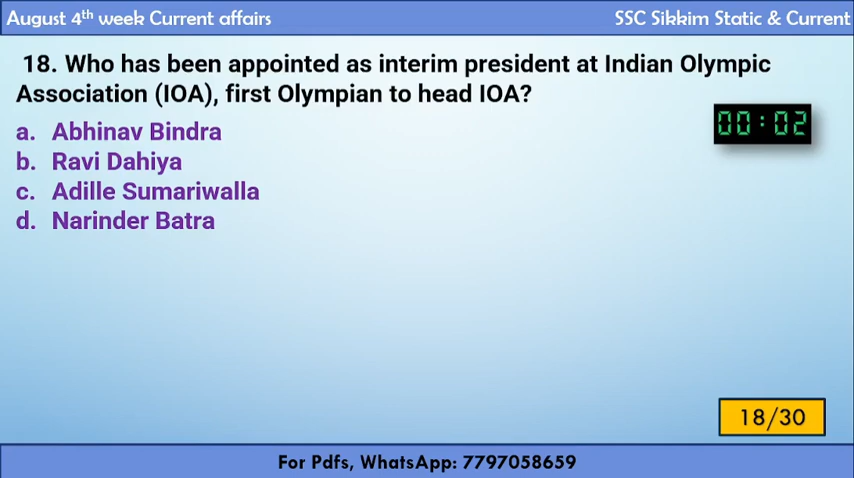 August 4th week Current affairs
SSC Sikkim Static & Current
18. Who has been appointed as interim president at Indian Olympic
Association (IOA), first Olympian to head IOA?
00:02
a. Abhinav Bindra
b. Ravi Dahiya
c. Adille Sumariwalla
d. Narinder Batra
18/30
For Pdfs, WhatsApp: 7797058659